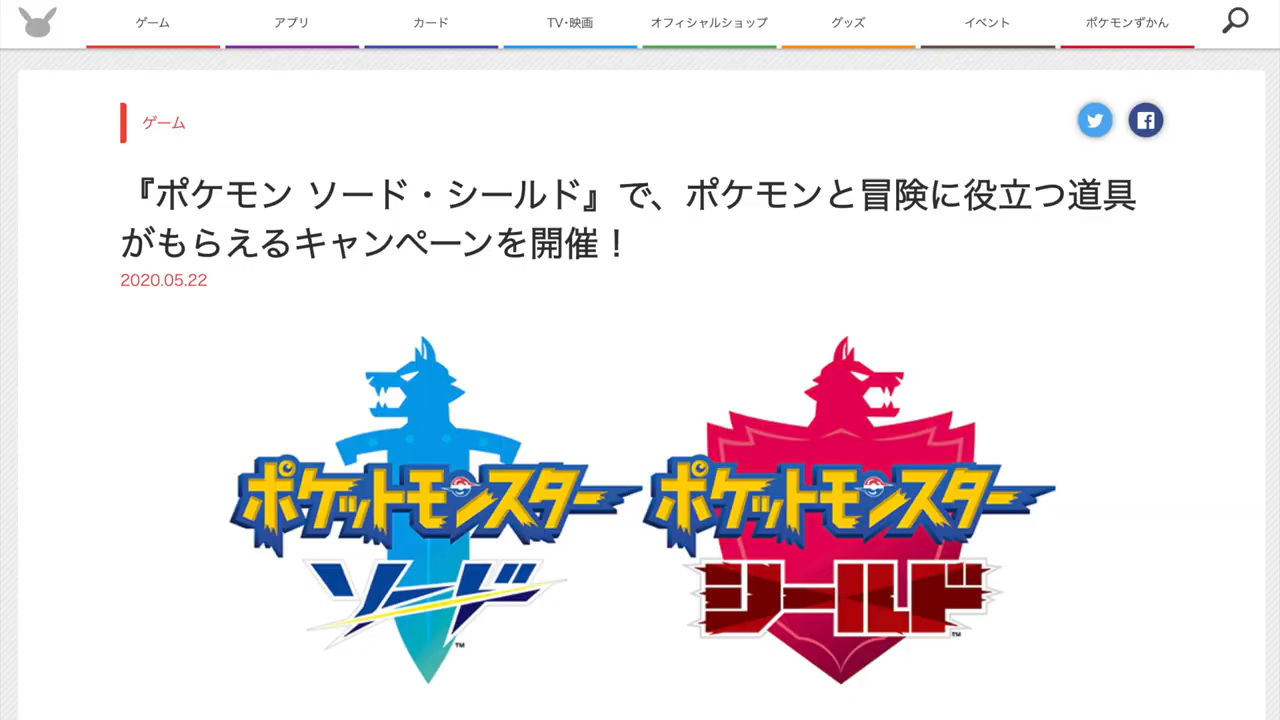 ゲーム
アプリ
カード
TV・映画
オフィシャルショップ
グッズ
イベント
ポケモンずかん
ゲーム
『ポケモン ソード・シールド』で、ポケモンと冒険に役立つ道具
がもらえるキャンペーンを開催！
2020.05.22
ポケットモンスター
ソード
TM
ポケットモンスター
シールド
TM